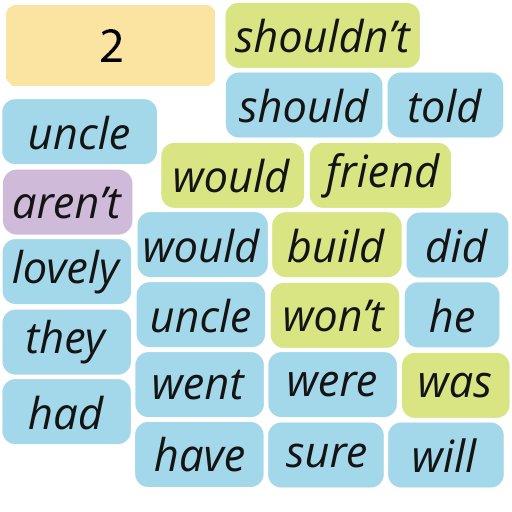 2
shouldn't
should told
uncle
would friend
aren't
would build did
lovely
uncle won't he
they
went were was
had
have sure will